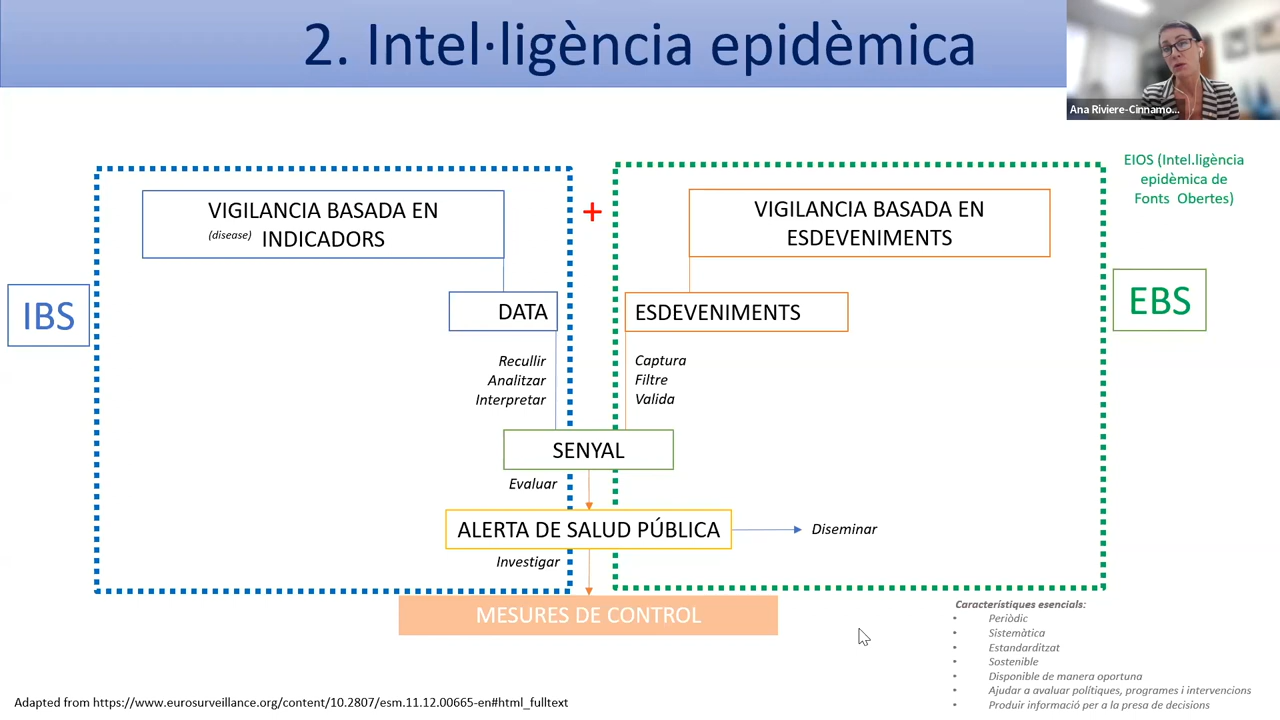 2. Intel·ligència epidèmica
Ana Riviere-Cinnamo...
EIOS (Intel.ligència
epidèmica de
Fonts Obertes)
VIGILANCIA BASADA EN
(disease) INDICADORS
+
VIGILANCIA BASADA EN
ESDEVENIMENTS
IBS
EBS
DATA
ESDEVENIMENTS
Recullir
Analitzar
Interpretar
Captura
Filtre
Valida
SENYAL
Evaluar
ALERTA DE SALUD PÚBLICA
Diseminar
Investigar
MESURES DE CONTROL
Característiques esencials:
• Periòdic
• Sistemàtica
• Estandarditzat
• Sostenible
• Disponible de manera oportuna
• Ajudar a avaluar polítiques, programes i intervencions
• Produir informació per a la presa de decisions
Adapted from https://www.eurosurveillance.org/content/10.2807/esm.11.12.00665-en#html_fulltext